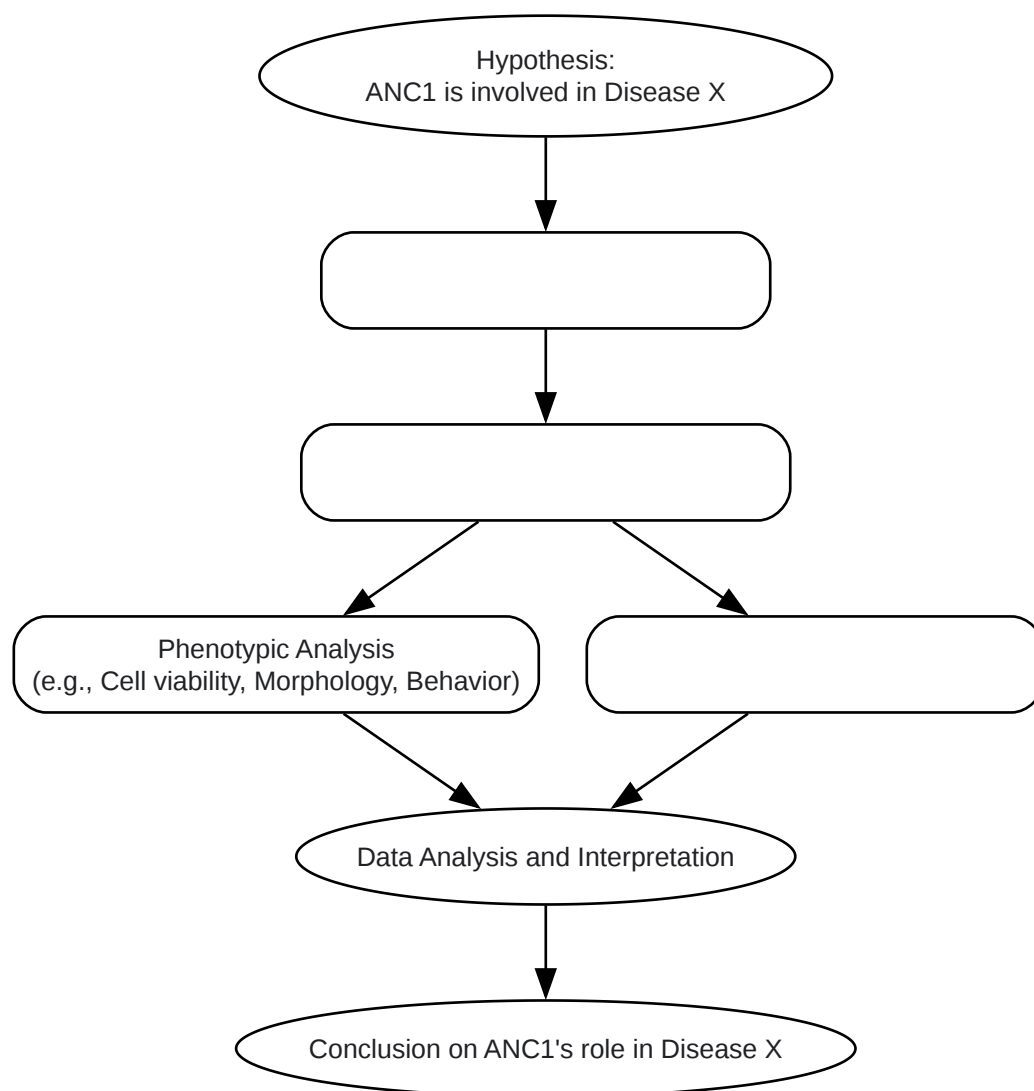 Hypothesis:
ANC1 is involved in Disease X
Phenotypic Analysis
(e.g., Cell viability, Morphology, Behavior)
Data Analysis and Interpretation
Conclusion on ANC1's role in Disease X